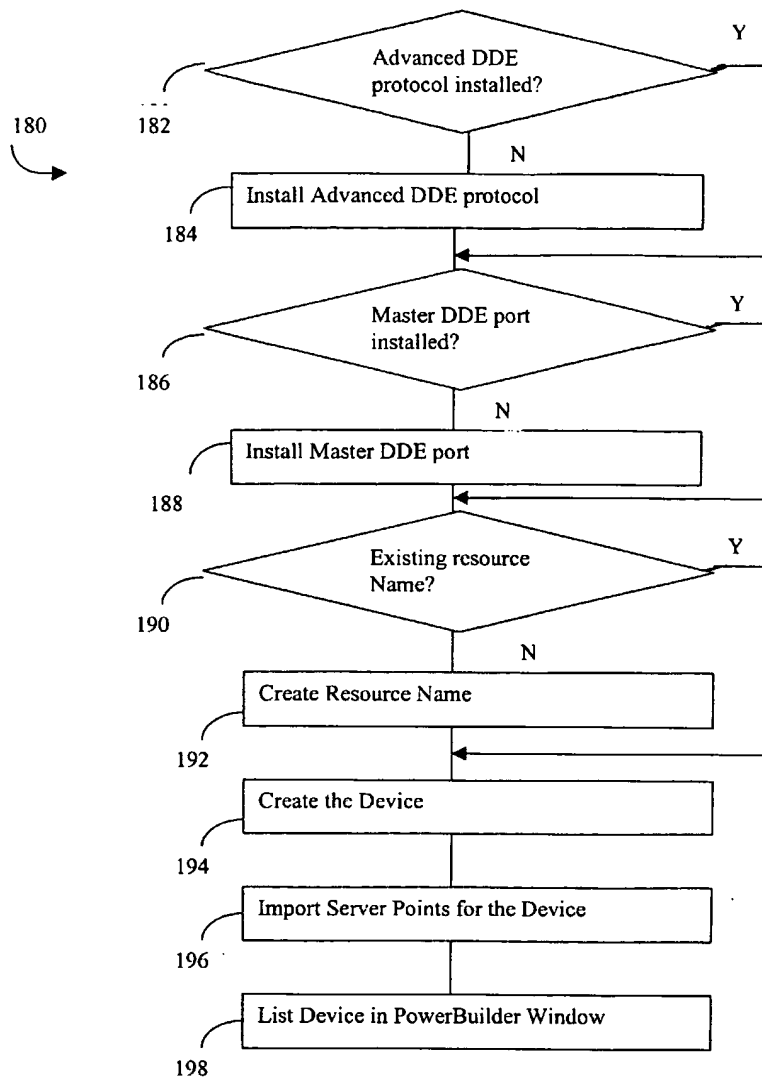 Y
Advanced DDE
protocol installed?
180
182
N
Install Advanced DDE protocol
184
Y
Master DDE port
installed?
186
N
Install Master DDE port
188
Y
Existing resource
Name?
190
N
Create Resource Name
192
Create the Device
194
Import Server Points for the Device
196
List Device in PowerBuilder Window
198